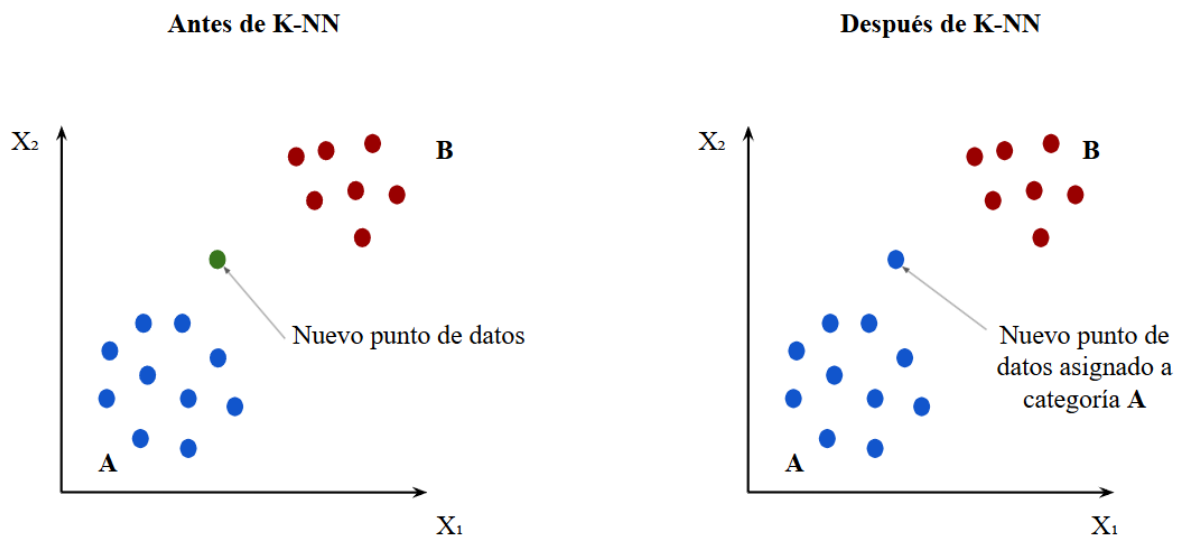 Antes de K-NN
X₂
B
Nuevo punto de datos
A
X₁
Después de K-NN
X₂
B
Nuevo punto de
datos asignado a
categoría A
A
X₁